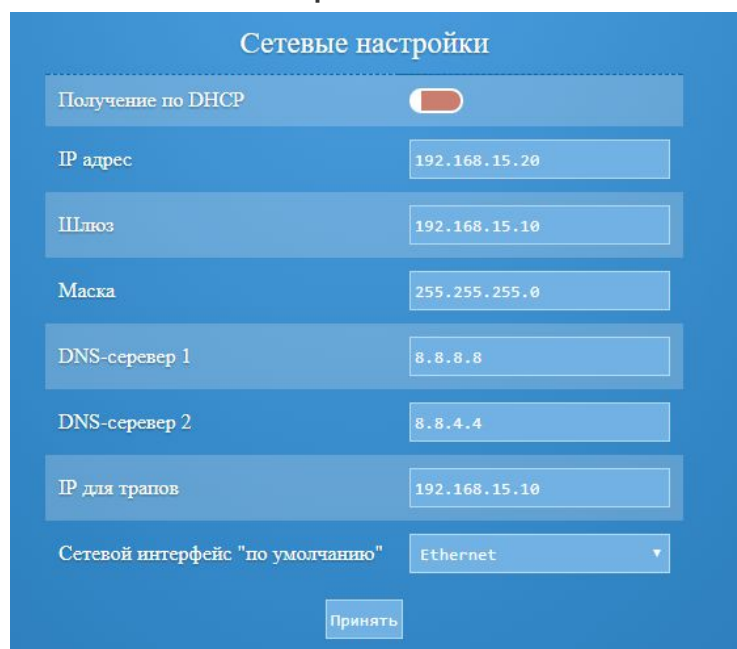 Сетевые настройки
Получение по DHCP
IP адрес 192.168.15.20
Шлюз 192.168.15.10
Маска 255.255.255.0
DNS-серевер 1 8.8.8.8
DNS-серевер 2 8.8.4.4
IP для трапов 192.168.15.10
Сетевой интерфейс "по умолчанию" Ethernet
Принять